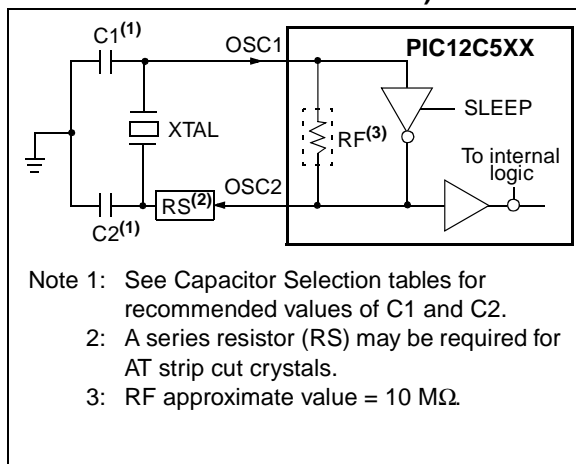 C1(1)
OSC1
PIC12C5XX
SLEEP
XTAL
RF(3)
To internal
logic
OSC2
RS(2)
C2(1)
Note 1: See Capacitor Selection tables for
recommended values of C1 and C2.
2: A series resistor (RS) may be required for
AT strip cut crystals.
3: RF approximate value = 10 MΩ.